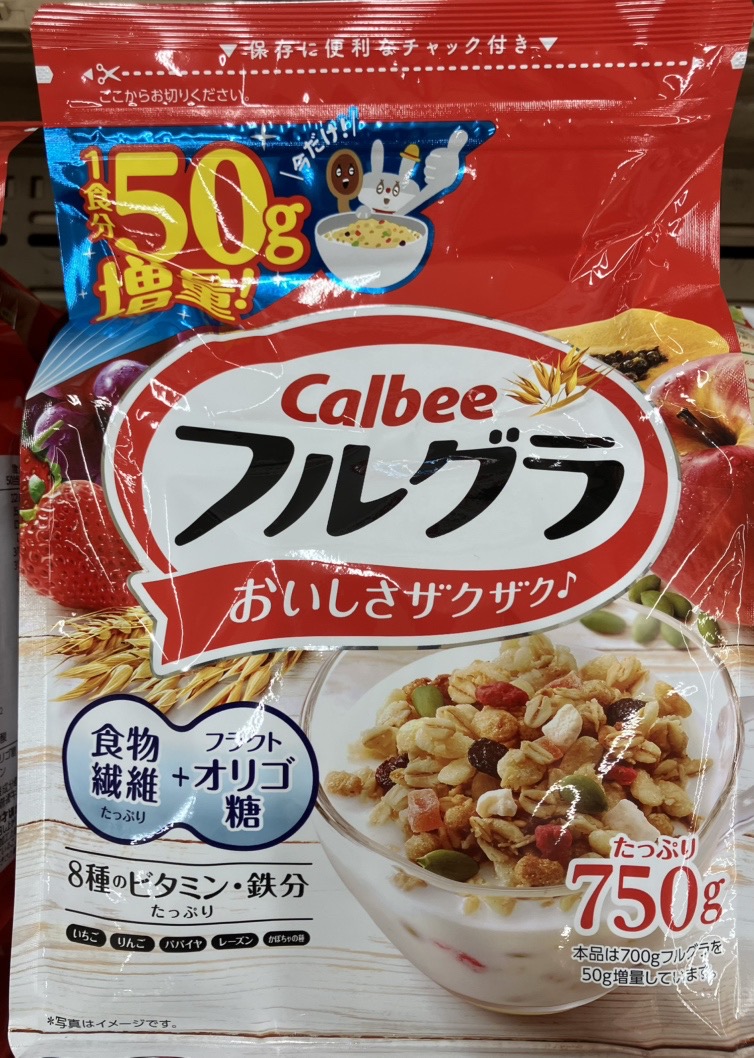 ▼保存に便利なチャック付き▼
ここからお切りください。
今だけ!!
1食分
50g
増量!
Calbee
フルグラ
おいしさザクザク♪
食物
繊維
たっぷり
+
フラクト
オリゴ
糖
8種のビタミン・鉄分
たっぷり
いちご りんご パパイヤ レーズン かぼちゃの種
たっぷり
750g
本品は700gフルグラを
50g増量しています。
*写真はイメージです。